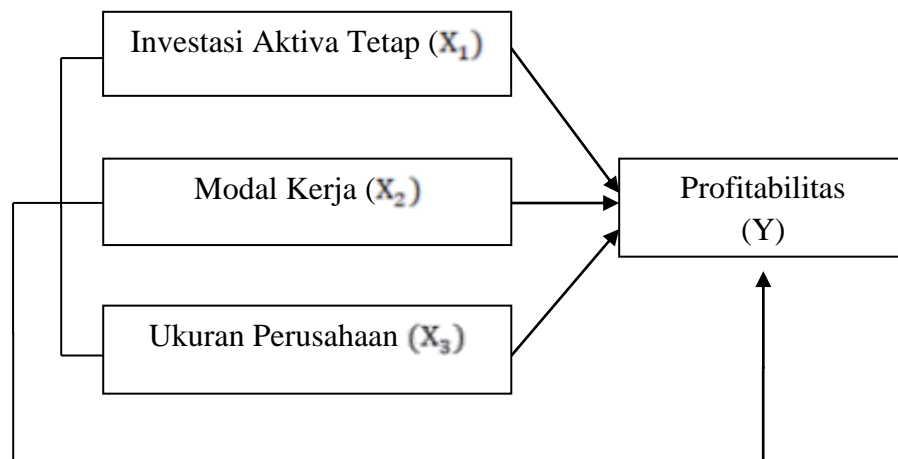 Investasi Aktiva Tetap (X₁)
Modal Kerja (X₂)
Ukuran Perusahaan (X₃)
Profitabilitas
(Y)